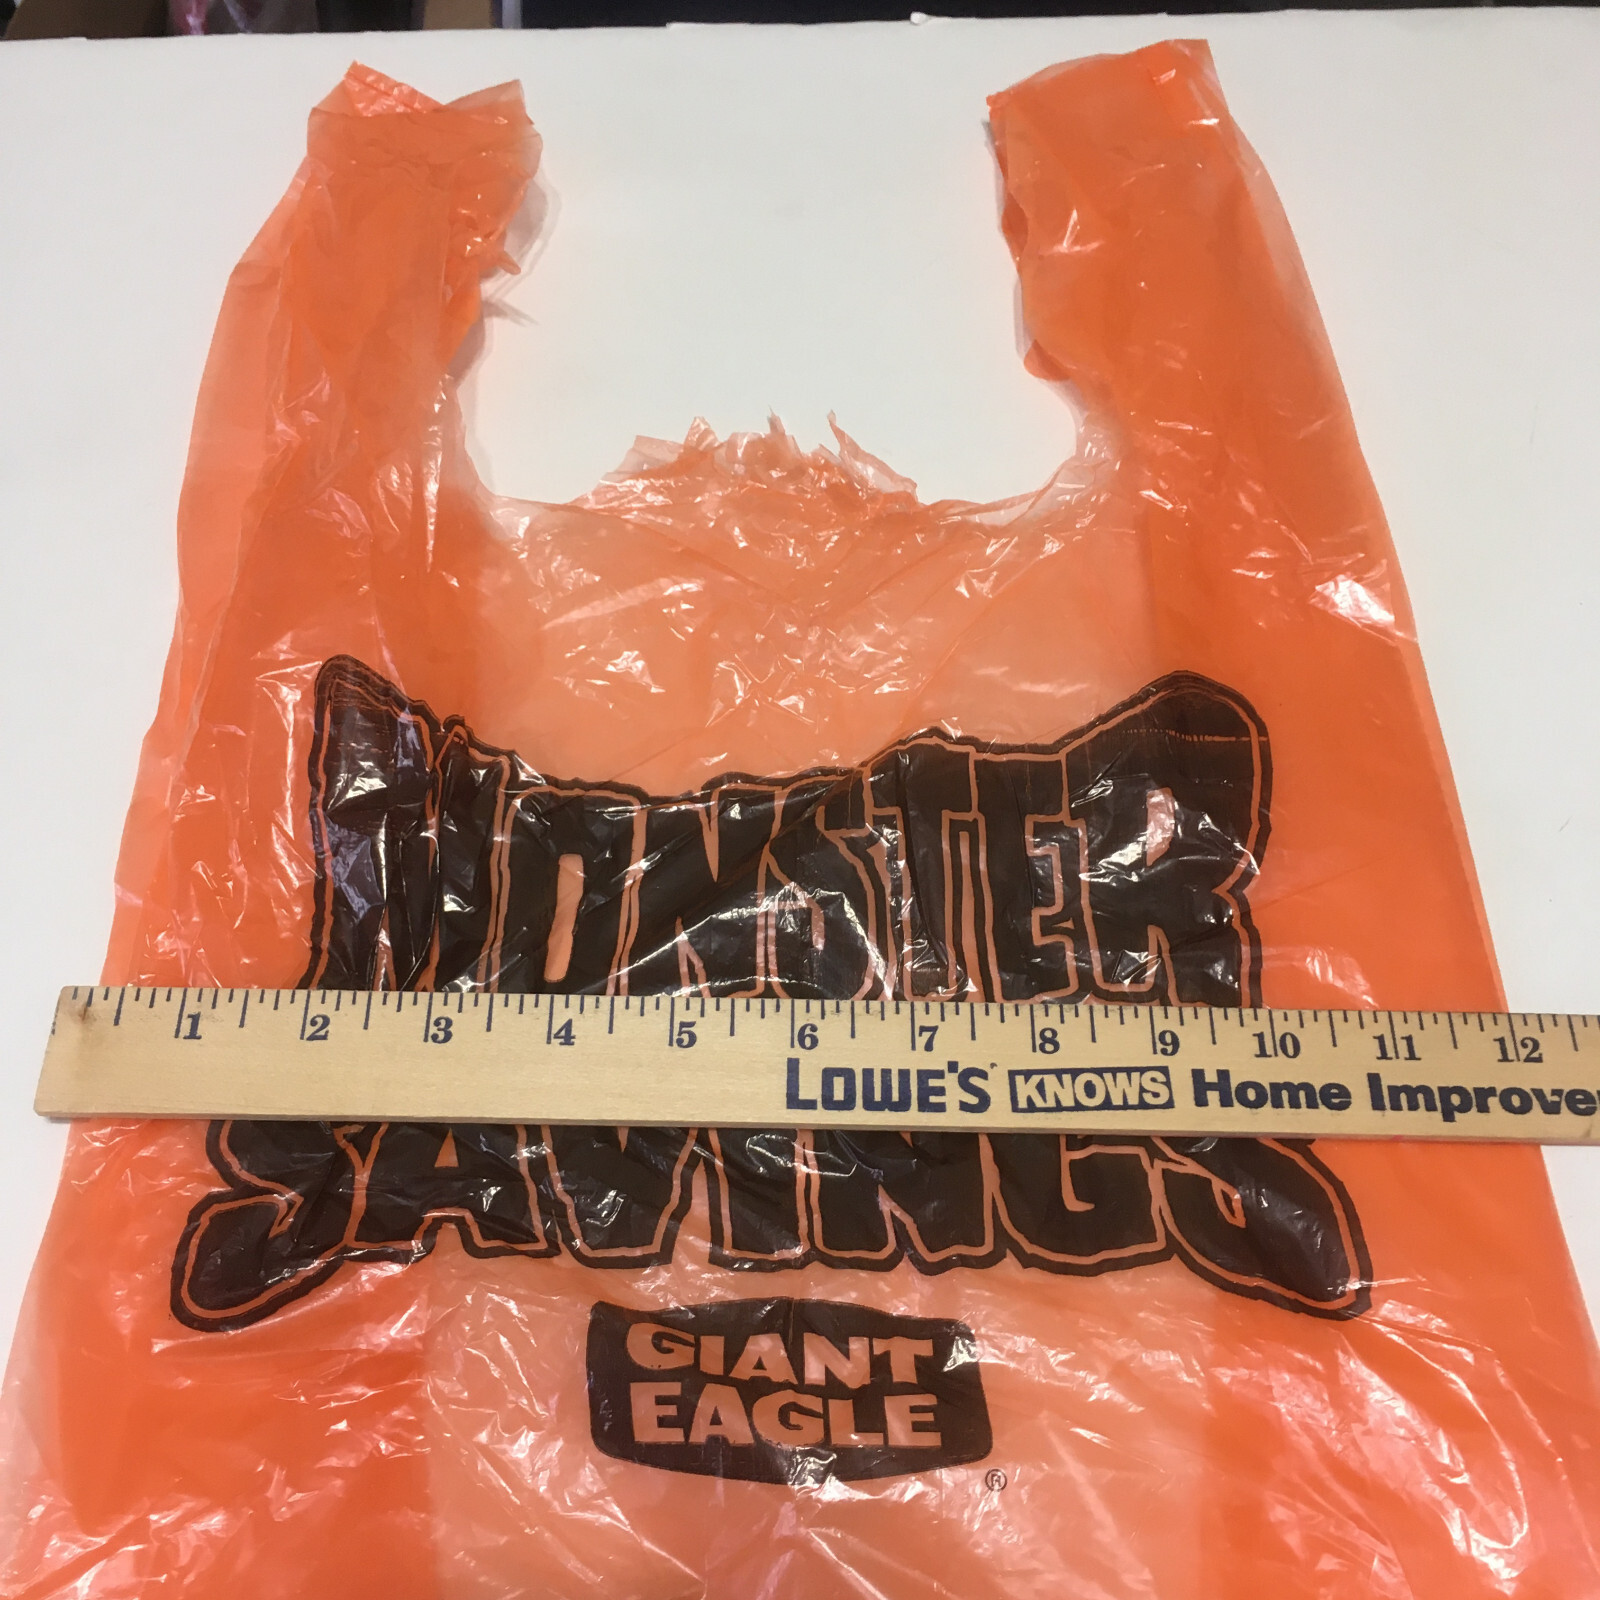 MONSTER
1 2 3 4 5 6 7 8 9 10 11 12
LOWE'S KNOWS Home Improve
SAVINGS
GIANT
EAGLE
®